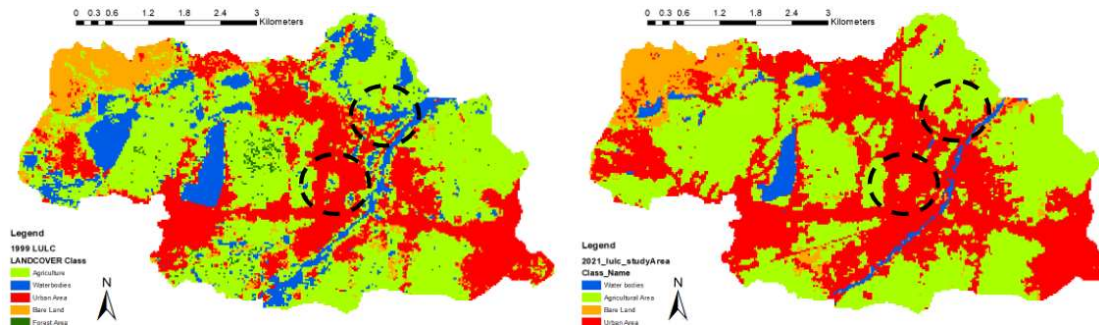 0 0.3 0.6 1.2 1.8 2.4 3
Kilometers
Legend
1999 LULC
LANDCOVER Class
Agriculture
Waterbodies
Urban Area
Bare Land
Forest Area
N
0 0.3 0.6 1.2 1.8 2.4 3
Kilometers
Legend
2021_lulc_studyArea
Class_Name
Water bodies
Agricultural Area
Bare Land
Urban Area
N